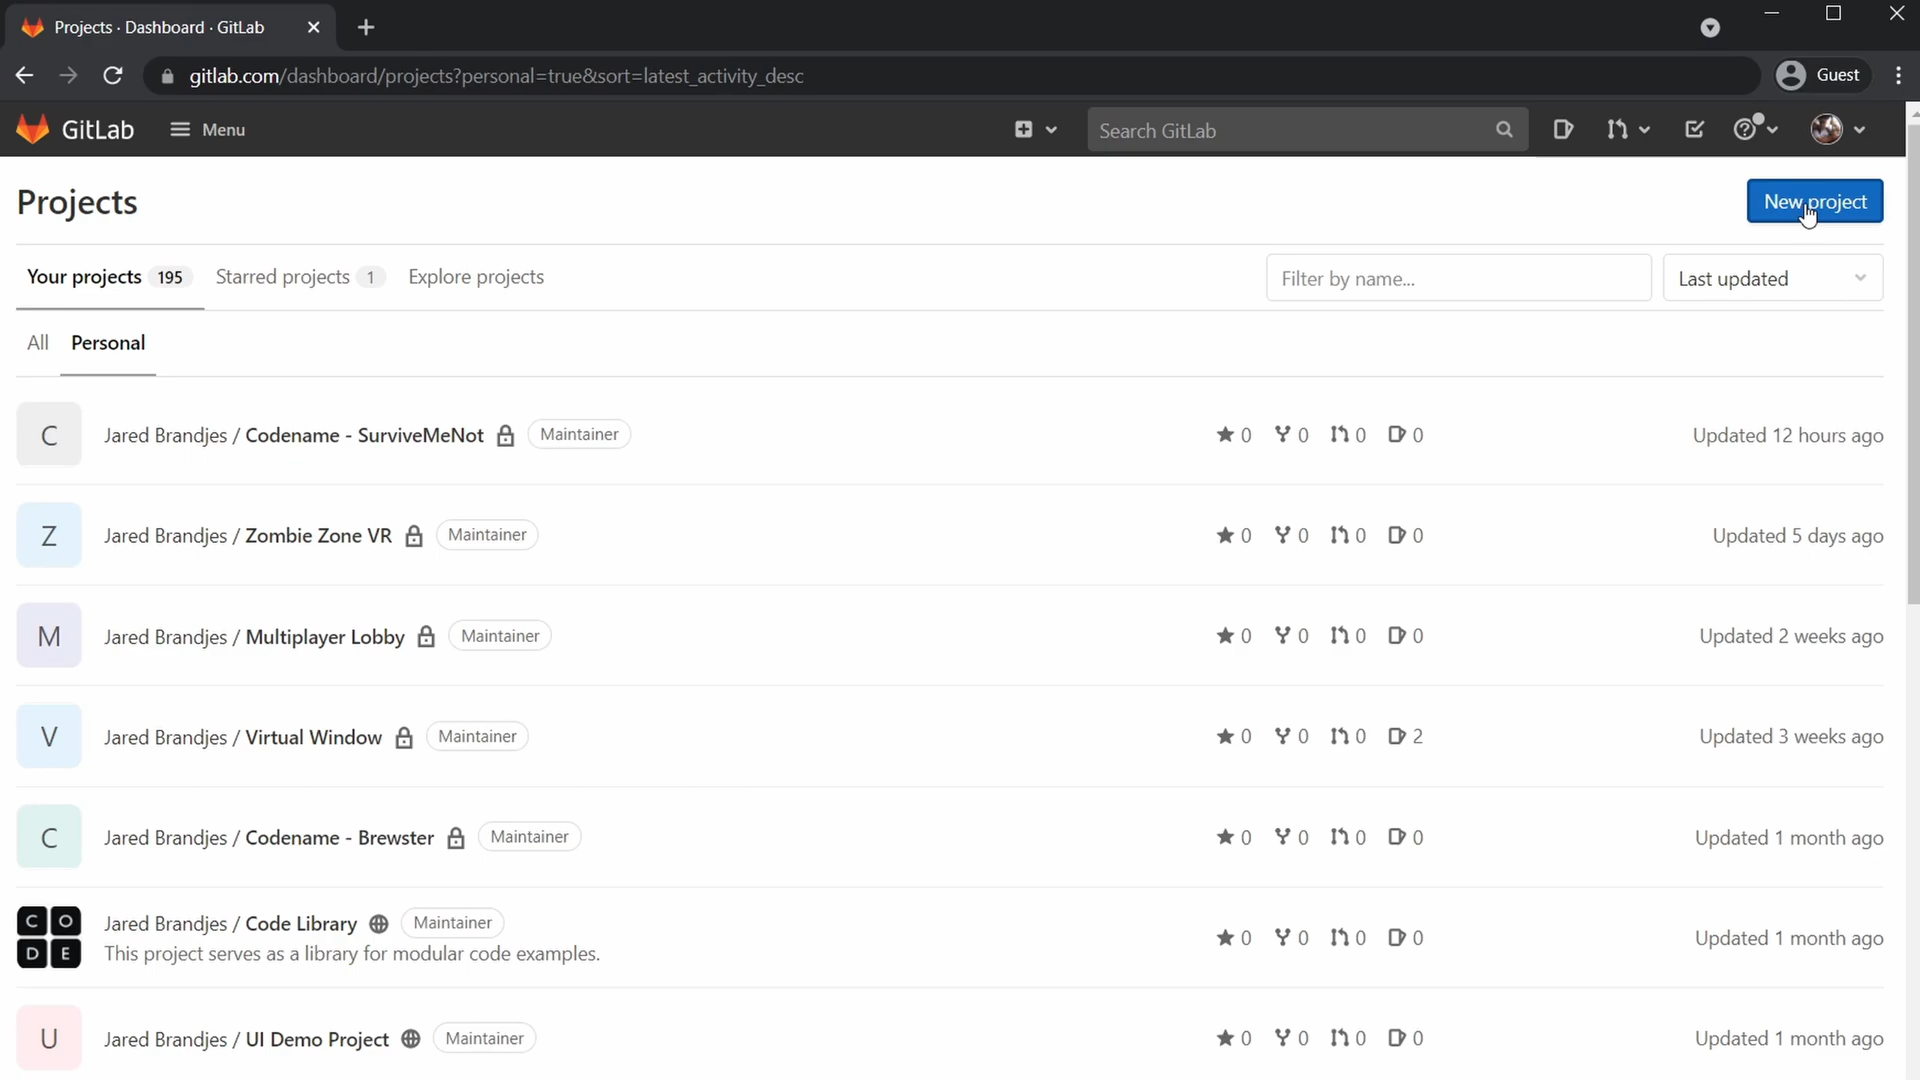 Projects · Dashboard · GitLab
gitlab.com/dashboard/projects?personal=true&sort=latest_activity_desc
Guest
GitLab
Menu
Search GitLab
Projects
New project
Your projects 195 Starred projects 1 Explore projects
Filter by name...
Last updated
All Personal
C Jared Brandjes / Codename - SurviveMeNot Maintainer 0 0 0 0 Updated 12 hours ago
Z Jared Brandjes / Zombie Zone VR Maintainer 0 0 0 0 Updated 5 days ago
M Jared Brandjes / Multiplayer Lobby Maintainer 0 0 0 0 Updated 2 weeks ago
V Jared Brandjes / Virtual Window Maintainer 0 0 0 2 Updated 3 weeks ago
C Jared Brandjes / Codename - Brewster Maintainer 0 0 0 0 Updated 1 month ago
CODE Jared Brandjes / Code Library Maintainer 0 0 0 0 Updated 1 month ago
This project serves as a library for modular code examples.
U Jared Brandjes / UI Demo Project Maintainer 0 0 0 0 Updated 1 month ago